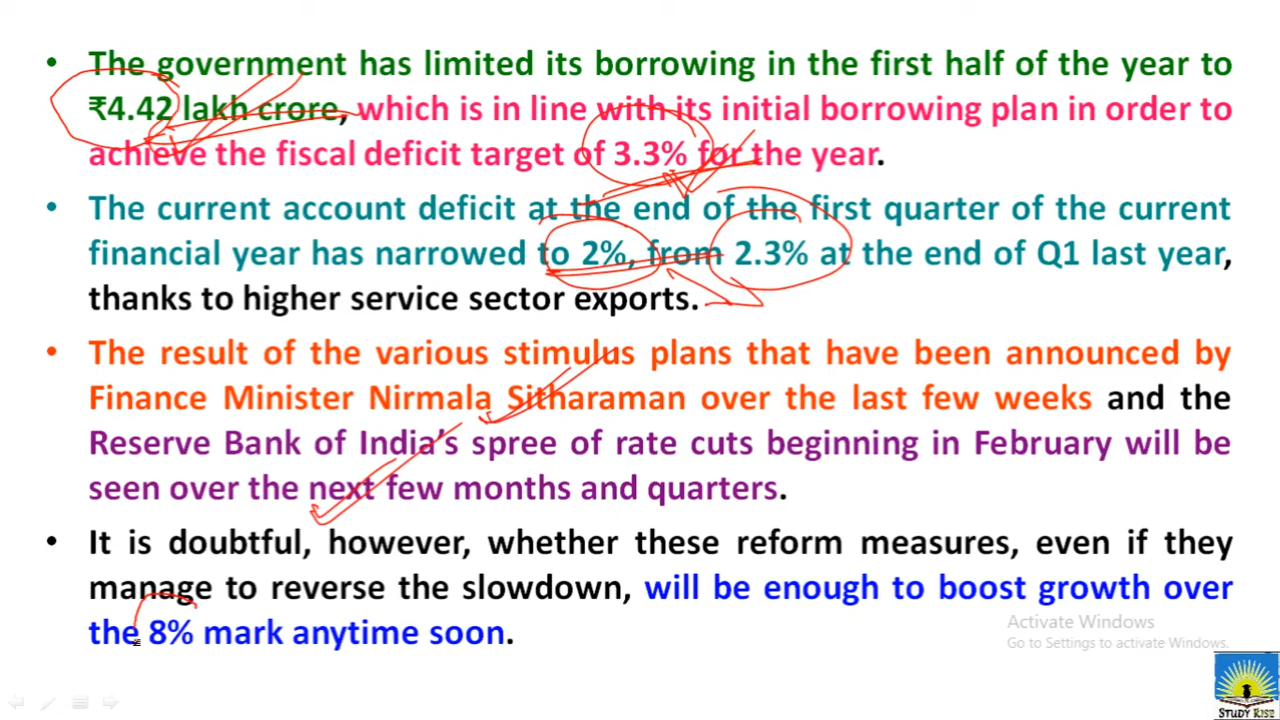 • The government has limited its borrowing in the first half of the year to
₹4.42 lakh crore, which is in line with its initial borrowing plan in order to
achieve the fiscal deficit target of 3.3% for the year.
• The current account deficit at the end of the first quarter of the current
financial year has narrowed to 2%, from 2.3% at the end of Q1 last year,
thanks to higher service sector exports.
• The result of the various stimulus plans that have been announced by
Finance Minister Nirmala Sitharaman over the last few weeks and the
Reserve Bank of India's spree of rate cuts beginning in February will be
seen over the next few months and quarters.
• It is doubtful, however, whether these reform measures, even if they
manage to reverse the slowdown, will be enough to boost growth over
the 8% mark anytime soon.
Activate Windows
Go to Settings to activate Windows.
STUDY RISE